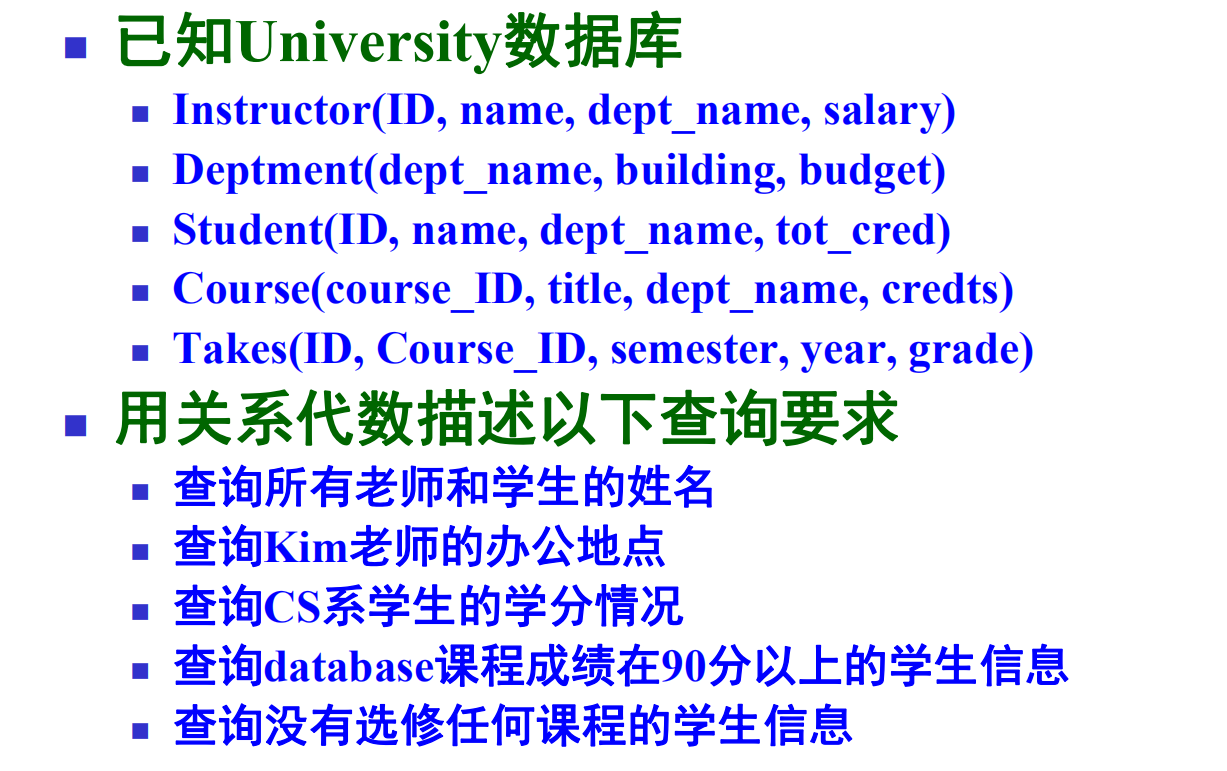 已知University数据库
Instructor(ID, name, dept_name, salary)
Deptment(dept_name, building, budget)
Student(ID, name, dept_name, tot_cred)
Course(course_ID, title, dept_name, credts)
Takes(ID, Course_ID, semester, year, grade)
用关系代数描述以下查询要求
查询所有老师和学生的姓名
查询Kim老师的办公地点
查询CS系学生的学分情况
查询database课程成绩在90分以上的学生信息
查询没有选修任何课程的学生信息